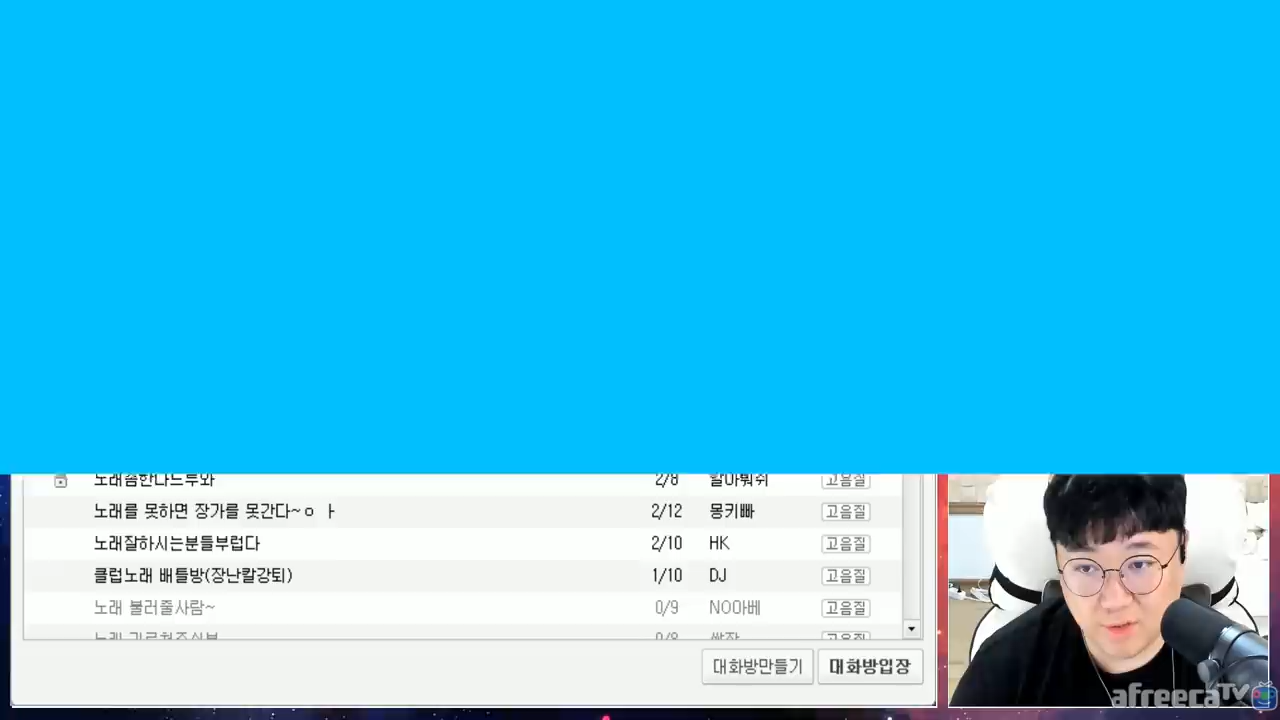 노래를 못하면 장가를 못간다~ㅇ ㅏ 2/12 몽키빠 고음질
노래잘하시는분들부럽다 2/10 HK 고음질
클럽노래 배틀방(장난칼강퇴) 1/10 DJ 고음질
노래 불러줄사람~ 0/9 NO아베 고음질
대화방만들기 대화방입장
afreecaTV